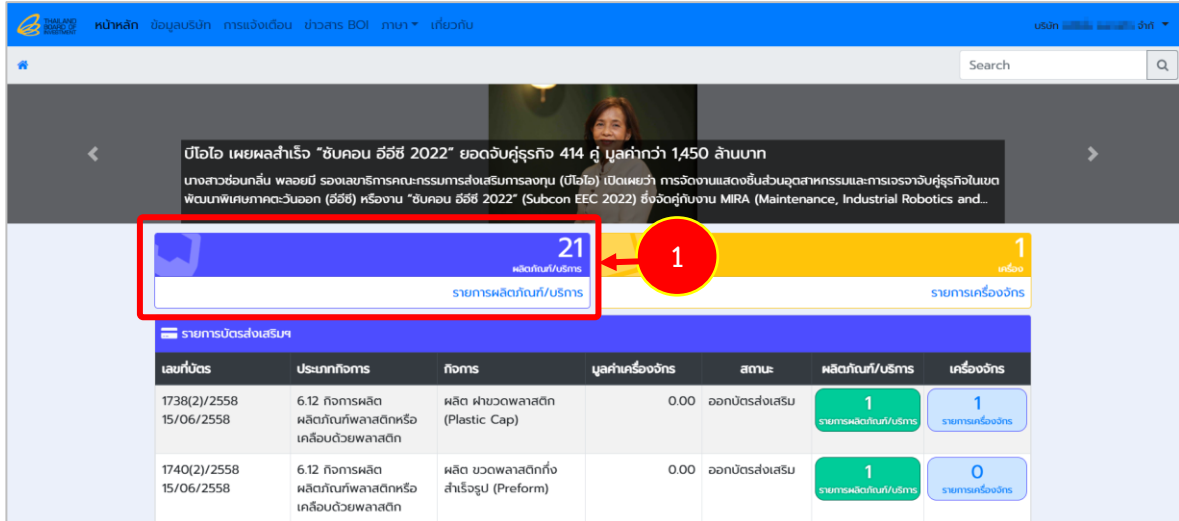 THAILAND
BOARD OF
INVESTMENT
หน้าหลัก ข้อมูลบริษัท การแจ้งเตือน ข่าวสาร BOI ภาษา เกี่ยวกับ
บริษัท จำกั
Search
บีโอไอ เผยผลสำเร็จ “ซับคอน อีอีซี 2022” ยอดจับคู่ธุรกิจ 414 คู่ มูลค่ากว่า 1,450 ล้านบาท
นางสาวซ่อนกลิ่น พลอยมี รองเลขาธิการคณะกรรมการส่งเสริมการลงทุน (บีโอไอ) เปิดเผยว่า การจัดงานแสดงชิ้นส่วนอุตสาหกรรมและการเจรจาจับคู่ธุรกิจในเขต
พัฒนาพิเศษภาคตะวันออก (อีอีซี) หรืองาน “ซับคอน อีอีซี 2022” (Subcon EEC 2022) ซึ่งจัดคู่กับงาน MIRA (Maintenance, Industrial Robotics and...
21
ผลิตภัณฑ์/บริการ
รายการผลิตภัณฑ์/บริการ
1
1
เครื่อง
รายการเครื่องจักร
รายการบัตรส่งเสริมฯ
เลขที่บัตร ประเภทกิจการ กิจการ มูลค่าเครื่องจักร สถานะ ผลิตภัณฑ์/บริการ เครื่องจักร
1738(2)/2558 6.12 กิจการผลิต ผลิต ฝาขวดพลาสติก 0.00 ออกบัตรส่งเสริม 1 1
15/06/2558 ผลิตภัณฑ์พลาสติกหรือ (Plastic Cap) รายการผลิตภัณฑ์/บริการ รายการเครื่องจักร
เคลือบด้วยพลาสติก
1740(2)/2558 6.12 กิจการผลิต ผลิต ขวดพลาสติกกึ่ง 0.00 ออกบัตรส่งเสริม 1 0
15/06/2558 ผลิตภัณฑ์พลาสติกหรือ สำเร็จรูป (Preform) รายการผลิตภัณฑ์/บริการ รายการเครื่องจักร
เคลือบด้วยพลาสติก